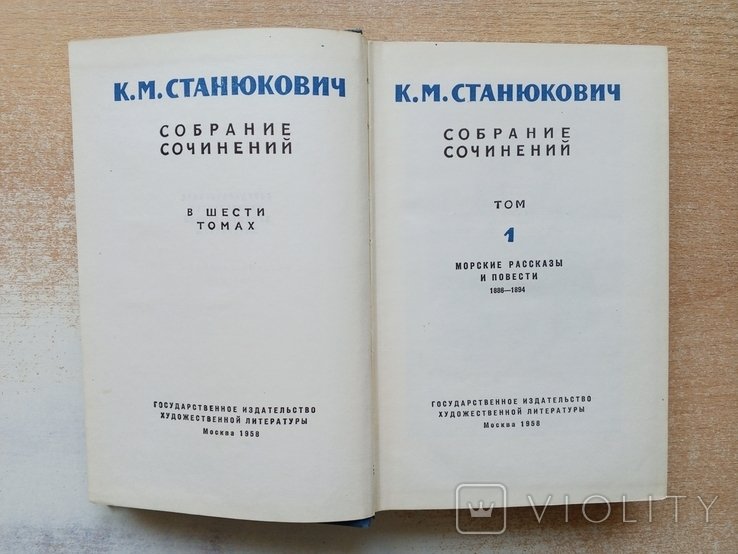 К.М.СТАНЮКОВИЧ
СОБРАНИЕ
СОЧИНЕНИЙ
В ШЕСТИ
ТОМАХ
ГОСУДАРСТВЕННОЕ ИЗДАТЕЛЬСТВО
ХУДОЖЕСТВЕННОЙ ЛИТЕРАТУРЫ
Москва 1958
К.М.СТАНЮКОВИЧ
СОБРАНИЕ
СОЧИНЕНИЙ
ТОМ
1
МОРСКИЕ РАССКАЗЫ
И ПОВЕСТИ
1886—1894
ГОСУДАРСТВЕННОЕ ИЗДАТЕЛЬСТВО
ХУДОЖЕСТВЕННОЙ ЛИТЕРАТУРЫ
Москва 1958
VIOLITY